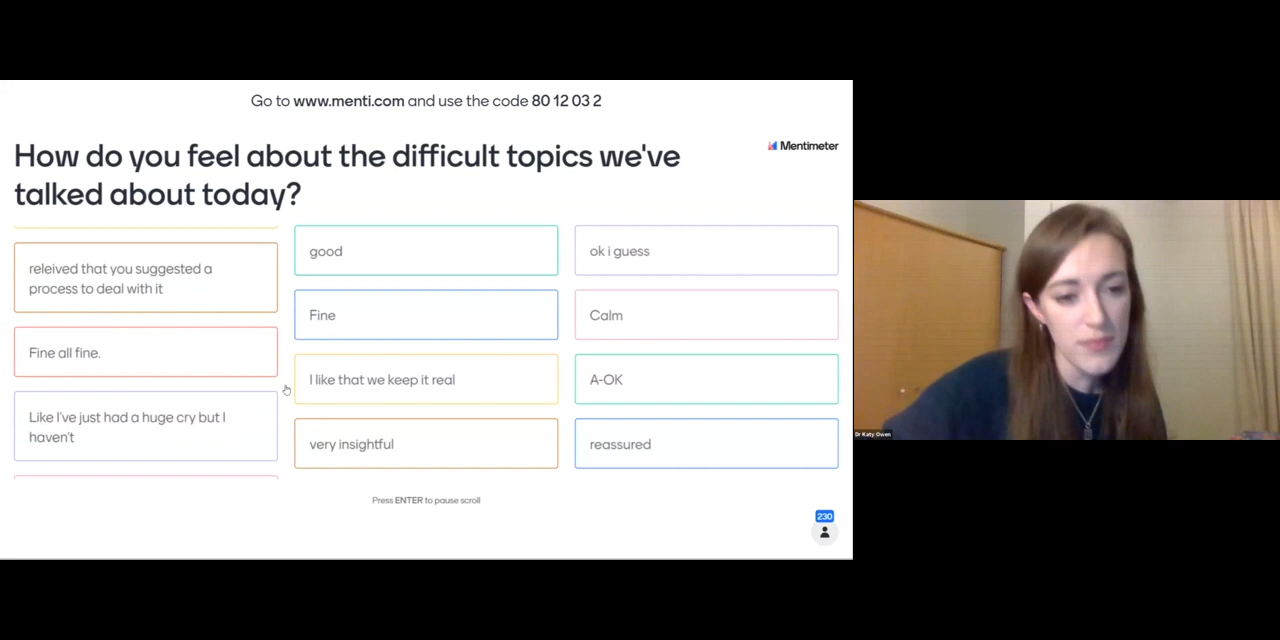 Go to www.menti.com and use the code 80 12 03 2
How do you feel about the difficult topics we've
talked about today?
Mentimeter
releived that you suggested a
process to deal with it
Fine all fine.
Like I've just had a huge cry but I
haven't
good
Fine
I like that we keep it real
very insightful
ok i guess
Calm
A-OK
reassured
Press ENTER to pause scroll
230
Dr Katy Owen